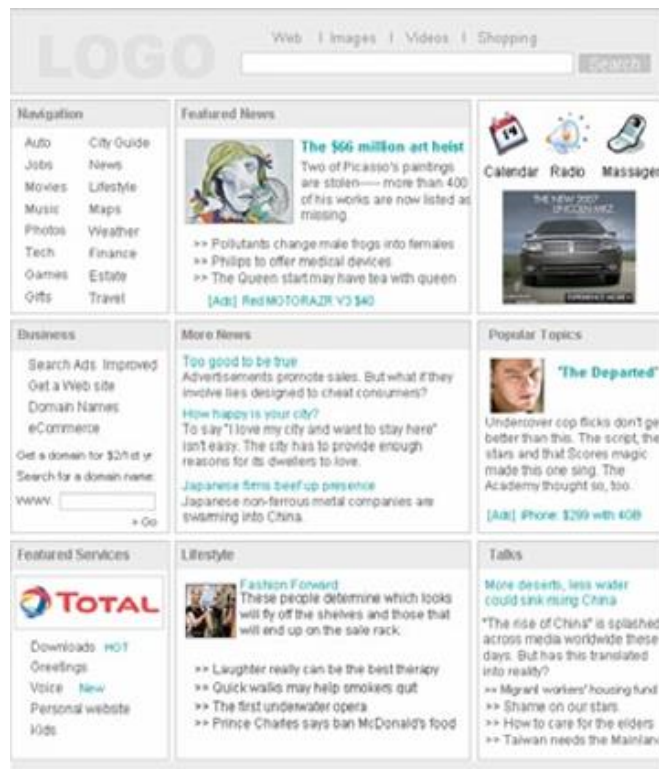 LOGO
Web | Images | Videos | Shopping
Search
Navigation
Auto City Guide
Jobs News
Movies Lifestyle
Music Maps
Photos Weather
Tech Finance
Games Estate
Gifts Travel
Featured News
The $66 million art heist
Two of Picasso's paintings
are stolen—— more than 400
of his works are now listed as
missing.
>> Pollutants change male frogs into females
>> Philips to offer medical devices
>> The Queen start may have tea with queen
[Ads] Red MOTORAZR V3 $40
14
Calendar Radio Massager
THE NEW 2007
LINCOLN MKZ
Business
Search Ads Improved
Get a Web site
Domain Names
eCommerce
Get a domain for $2/1st yr
Search for a domain name:
www.
» Go
More News
Too good to be true
Advertisements promote sales. But what if they
involve lies designed to cheat consumers?
How happy is your city?
To say "I love my city and want to stay here"
isn't easy. The city has to provide enough
reasons for its dwellers to love.
Japanese firms beef up presence
Japanese non-ferrous metal companies are
swarming into China.
Popular Topics
"The Departed"
Undercover cop flicks don't ge
better than this. The script, the
stars and that Scores magic
made this one sing. The
Academy thought so, too.
[Ads] iPhone: $299 with 4GB
Featured Services
TOTAL
Downloads HOT
Greetings
Voice New
Personal website
Kids
Lifestyle
Fashion Forward
These people determine which looks
will fly off the shelves and those that
will end up on the sale rack.
>> Laughter really can be the best therapy
>> Quick walks may help smokers quit
>> The first underwater opera
>> Prince Charles says ban McDonald's food
Talks
More deserts, less water
could sink rising China
"The rise of China" is splashed
across media worldwide these
days. But has this translated
into reality?
>> Migrant workers' housing fund
>> Shame on our stars
>> How to care for the elders
>> Taiwan needs the Mainland